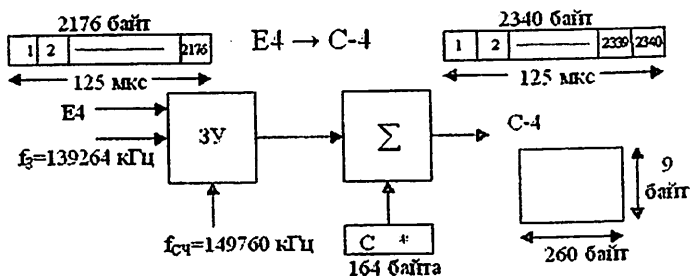 2176 байт
1 2 2176
125 мкс
E4 → C-4
2340 байт
1 2 2339 2340
125 мкс
E4
fз=139264 кГц
ЗУ
Σ
C-4
9 байт
260 байт
fсч=149760 кГц
C *
164 байта